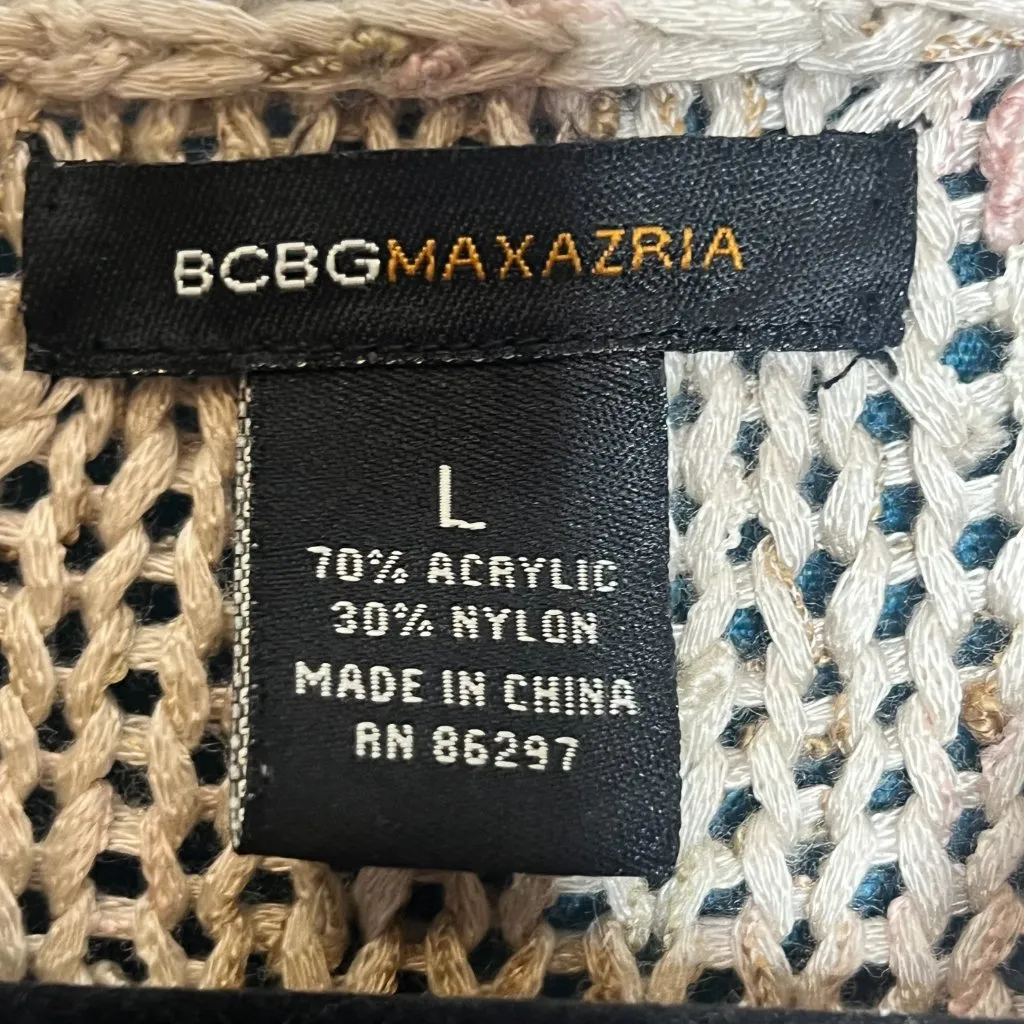 BCBGMAXAZRIA
L
70% ACRYLIC
30% NYLON
MADE IN CHINA
RN 86297